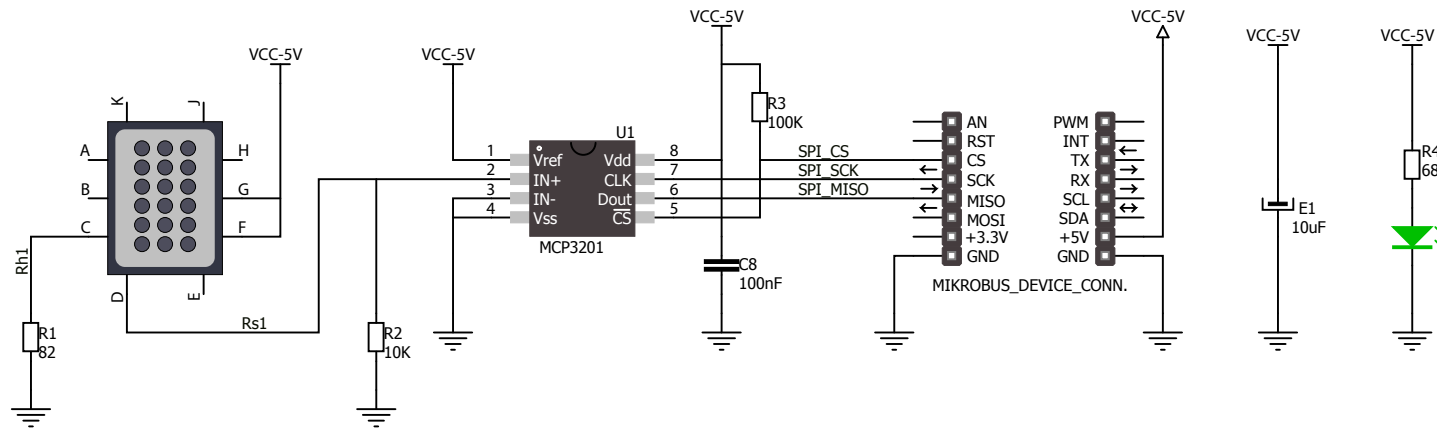 VCC-5V
VCC-5V
VCC-5V
VCC-5V
VCC-5V
VCC-5V
K
J
A
B
C
H
G
F
D
E
Rh1
R1
82
Rs1
R2
10K
U1
1
2
3
4
Vref
IN+
IN-
Vss
Vdd
CLK
Dout
CS
8
7
6
5
MCP3201
R3
100K
SPI_CS
SPI_SCK
SPI_MISO
C8
100nF
AN
RST
CS
SCK
MISO
MOSI
+3.3V
GND
PWM
INT
TX
RX
SCL
SDA
+5V
GND
MIKROBUS_DEVICE_CONN.
E1
10uF